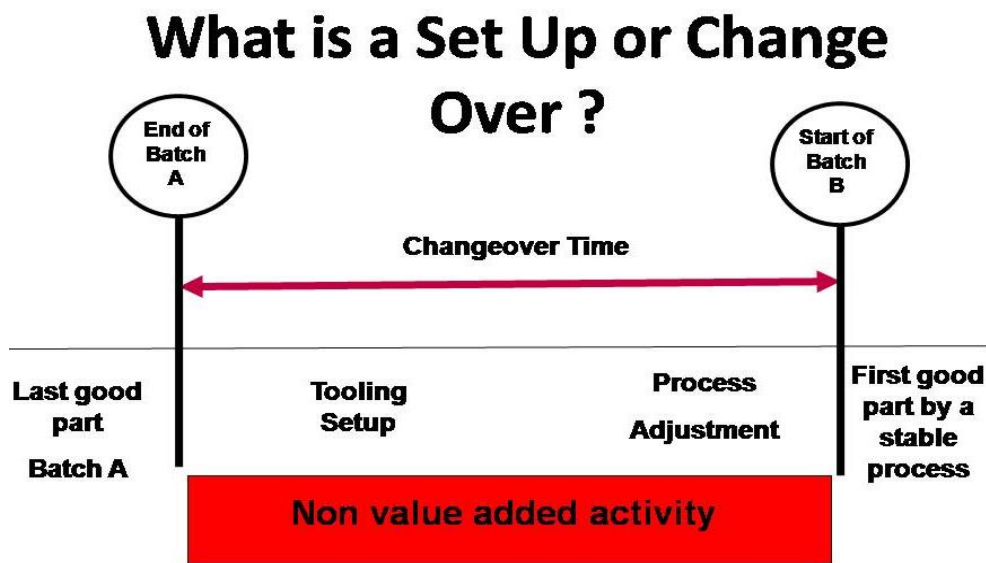 What is a Set Up or Change
Over ?
End of
Batch
A
Start of
Batch
B
Changeover Time
Last good
part
Batch A
Tooling
Setup
Process
Adjustment
First good
part by a
stable
process
Non value added activity